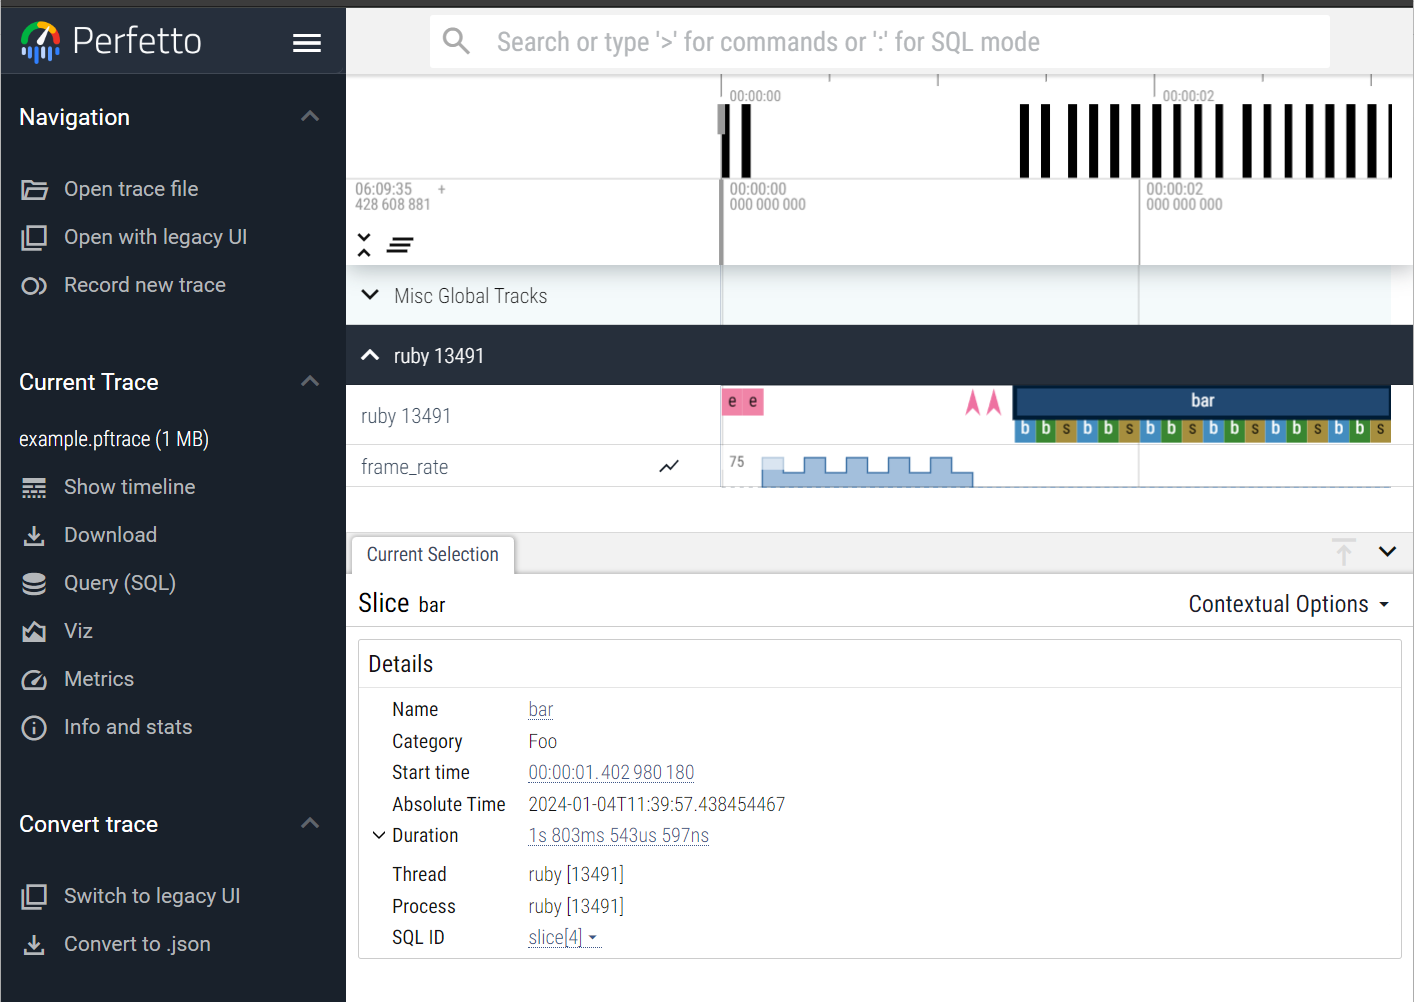 Perfetto
Search or type '>' for commands or ':' for SQL mode
Navigation
Open trace file
Open with legacy UI
Record new trace
Current Trace
example.pftrace (1 MB)
Show timeline
Download
Query (SQL)
Viz
Metrics
Info and stats
Convert trace
Switch to legacy UI
Convert to .json
00:00:00
00:00:02
06:09:35 +
428 608 881
00:00:00
000 000 000
00:00:02
000 000 000
Misc Global Tracks
ruby 13491
ruby 13491
e e
bar
b b s b b s b b s b b s b b s b b s
frame_rate
75
Current Selection
Slice bar
Contextual Options
Details
Name bar
Category Foo
Start time 00:00:01.402 980 180
Absolute Time 2024-01-04T11:39:57.438454467
Duration 1s 803ms 543us 597ns
Thread ruby [13491]
Process ruby [13491]
SQL ID slice[4]